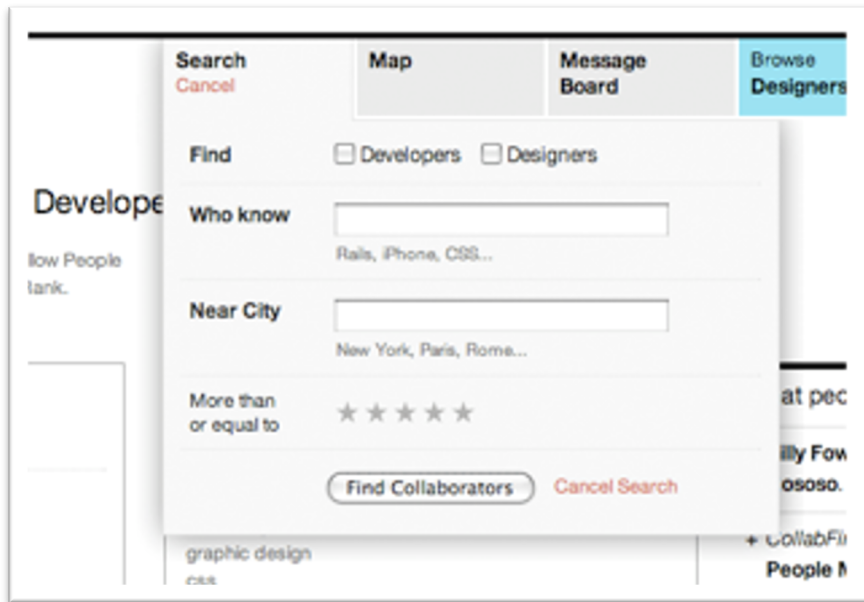 Search
Cancel
Map
Message
Board
Browse
Designers
Find
Developers
Designers
Who know
Rails, iPhone, CSS...
Near City
New York, Paris, Rome...
More than
or equal to
Find Collaborators
Cancel Search
Develope
llow People
Rank.
at peo
illy Fow
ososo.
+ CollabFi
People M
graphic design
css